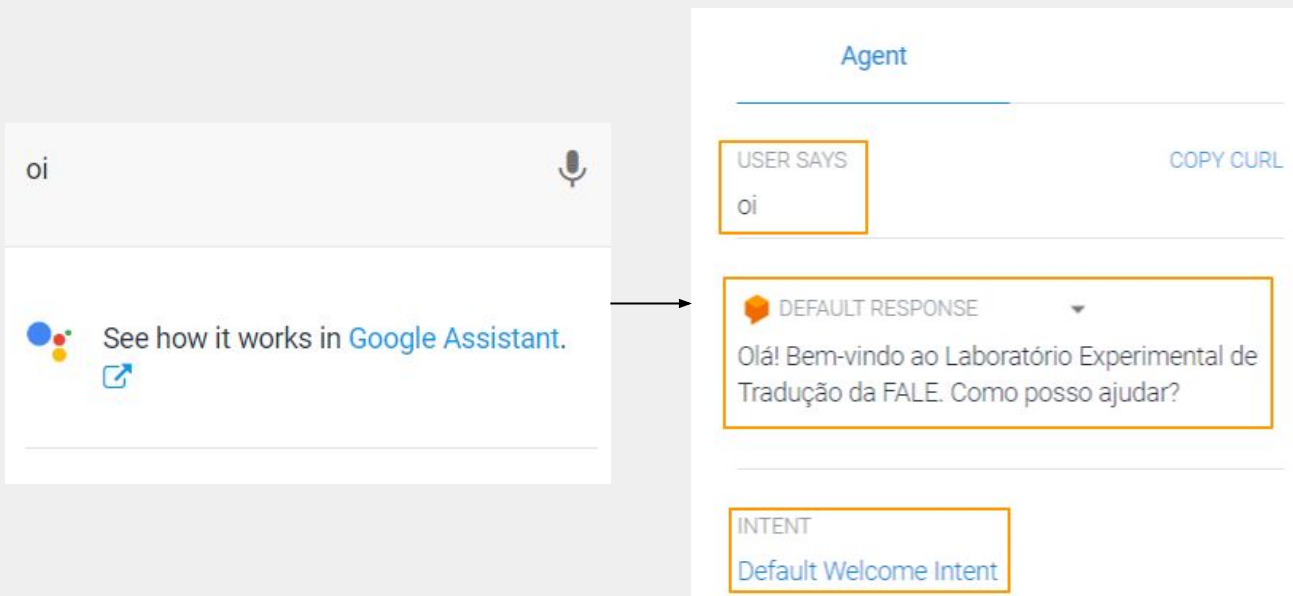 oi
See how it works in Google Assistant.
Agent
USER SAYS
COPY CURL
oi
DEFAULT RESPONSE
Olá! Bem-vindo ao Laboratório Experimental de
Tradução da FALE. Como posso ajudar?
INTENT
Default Welcome Intent